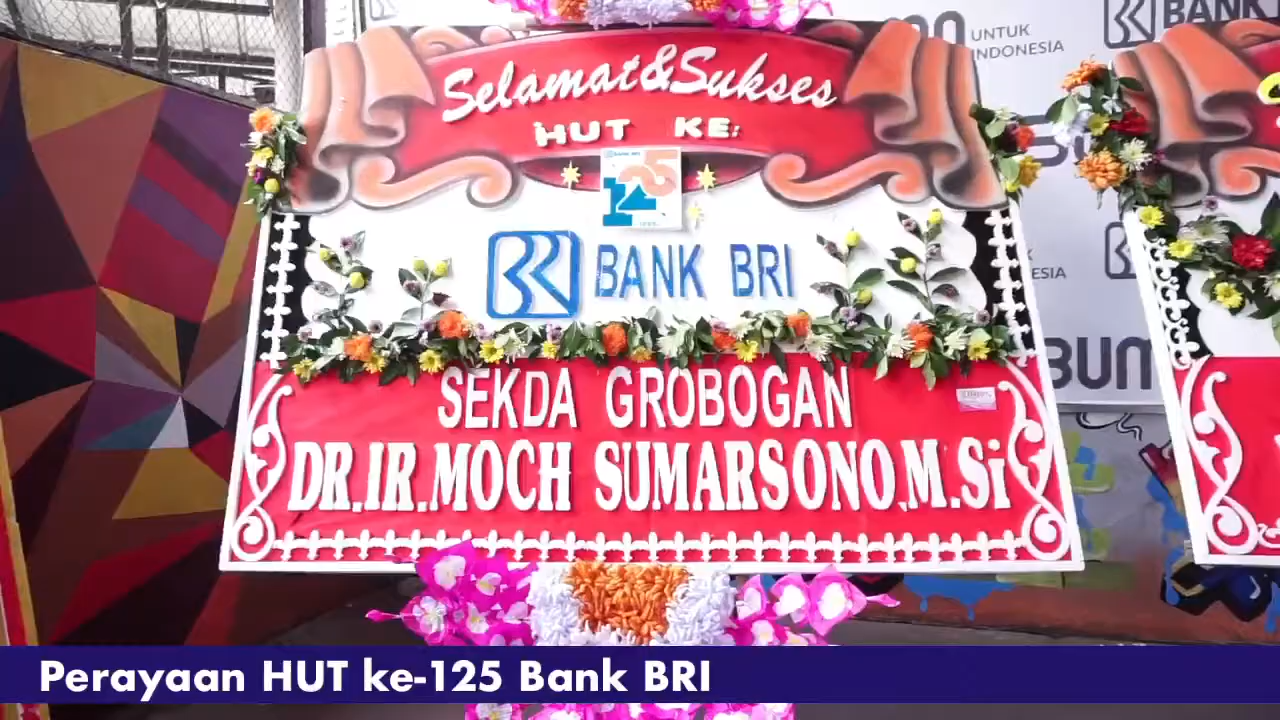 Selamat&Sukses
HUT KE:
125
BANK BRI
SEKDA GROBOGAN
DR.IR..MOCH SUMARSONO,M.Si
UNTUK
INDONESIA
BANK
BUM
Perayaan HUT ke-125 Bank BRI